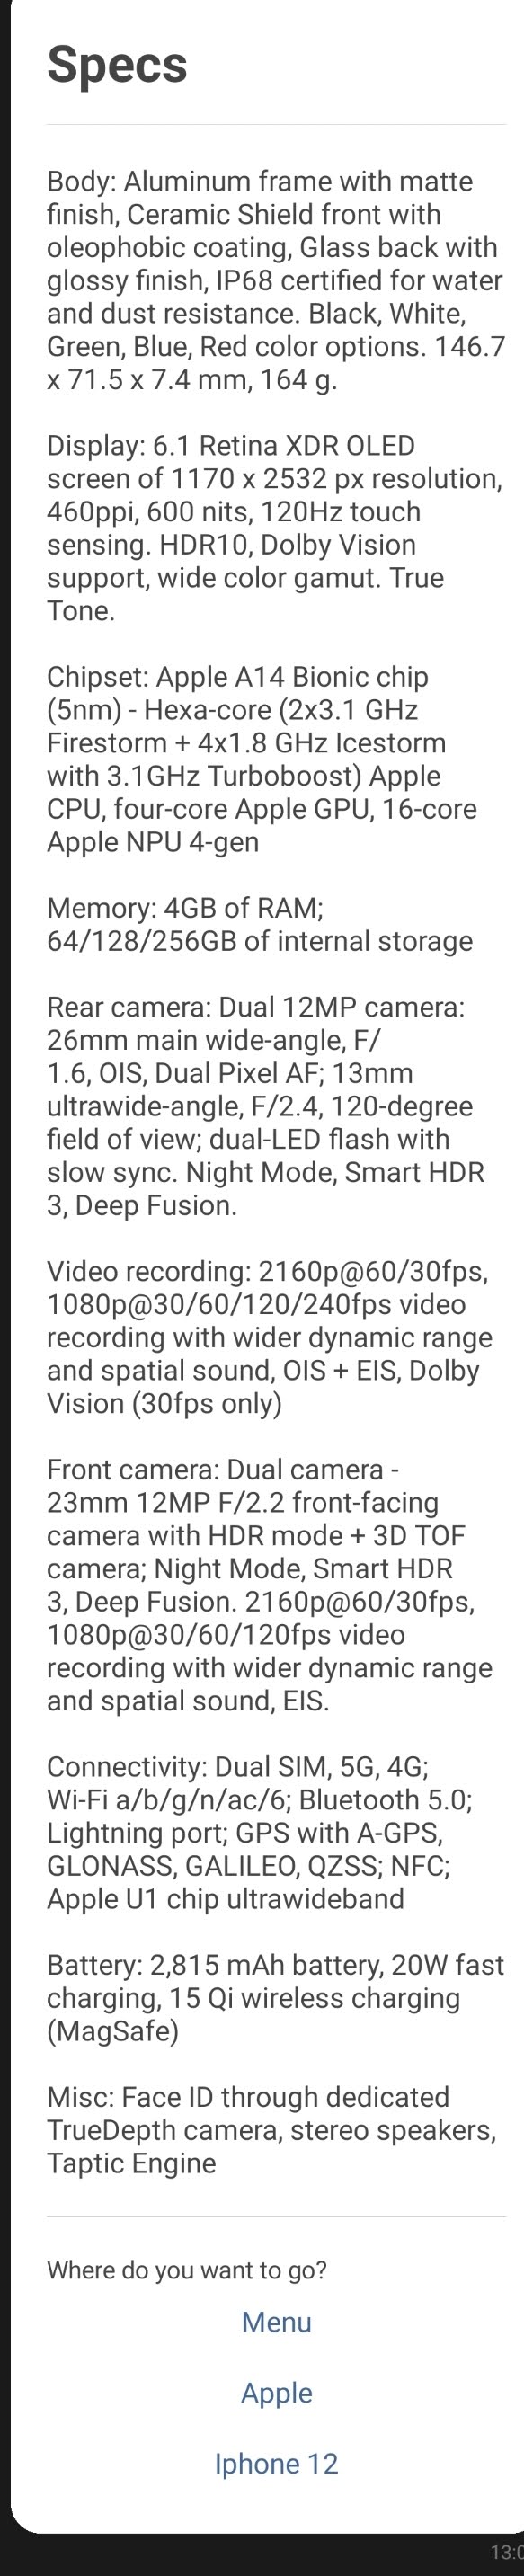 Specs
Body: Aluminum frame with matte
finish, Ceramic Shield front with
oleophobic coating, Glass back with
glossy finish, IP68 certified for water
and dust resistance. Black, White,
Green, Blue, Red color options. 146.7
x 71.5 x 7.4 mm, 164 g.
Display: 6.1 Retina XDR OLED
screen of 1170 x 2532 px resolution,
460ppi, 600 nits, 120Hz touch
sensing. HDR10, Dolby Vision
support, wide color gamut. True
Tone.
Chipset: Apple A14 Bionic chip
(5nm) - Hexa-core (2x3.1 GHz
Firestorm + 4x1.8 GHz Icestorm
with 3.1GHz Turboboost) Apple
CPU, four-core Apple GPU, 16-core
Apple NPU 4-gen
Memory: 4GB of RAM;
64/128/256GB of internal storage
Rear camera: Dual 12MP camera:
26mm main wide-angle, F/
1.6, OIS, Dual Pixel AF; 13mm
ultrawide-angle, F/2.4, 120-degree
field of view; dual-LED flash with
slow sync. Night Mode, Smart HDR
3, Deep Fusion.
Video recording: 2160p@60/30fps,
1080p@30/60/120/240fps video
recording with wider dynamic range
and spatial sound, OIS + EIS, Dolby
Vision (30fps only)
Front camera: Dual camera -
23mm 12MP F/2.2 front-facing
camera with HDR mode + 3D TOF
camera; Night Mode, Smart HDR
3, Deep Fusion. 2160p@60/30fps,
1080p@30/60/120fps video
recording with wider dynamic range
and spatial sound, EIS.
Connectivity: Dual SIM, 5G, 4G;
Wi-Fi a/b/g/n/ac/6; Bluetooth 5.0;
Lightning port; GPS with A-GPS,
GLONASS, GALILEO, QZSS; NFC;
Apple U1 chip ultrawideband
Battery: 2,815 mAh battery, 20W fast
charging, 15 Qi wireless charging
(MagSafe)
Misc: Face ID through dedicated
TrueDepth camera, stereo speakers,
Taptic Engine
Where do you want to go?
Menu
Apple
Iphone 12